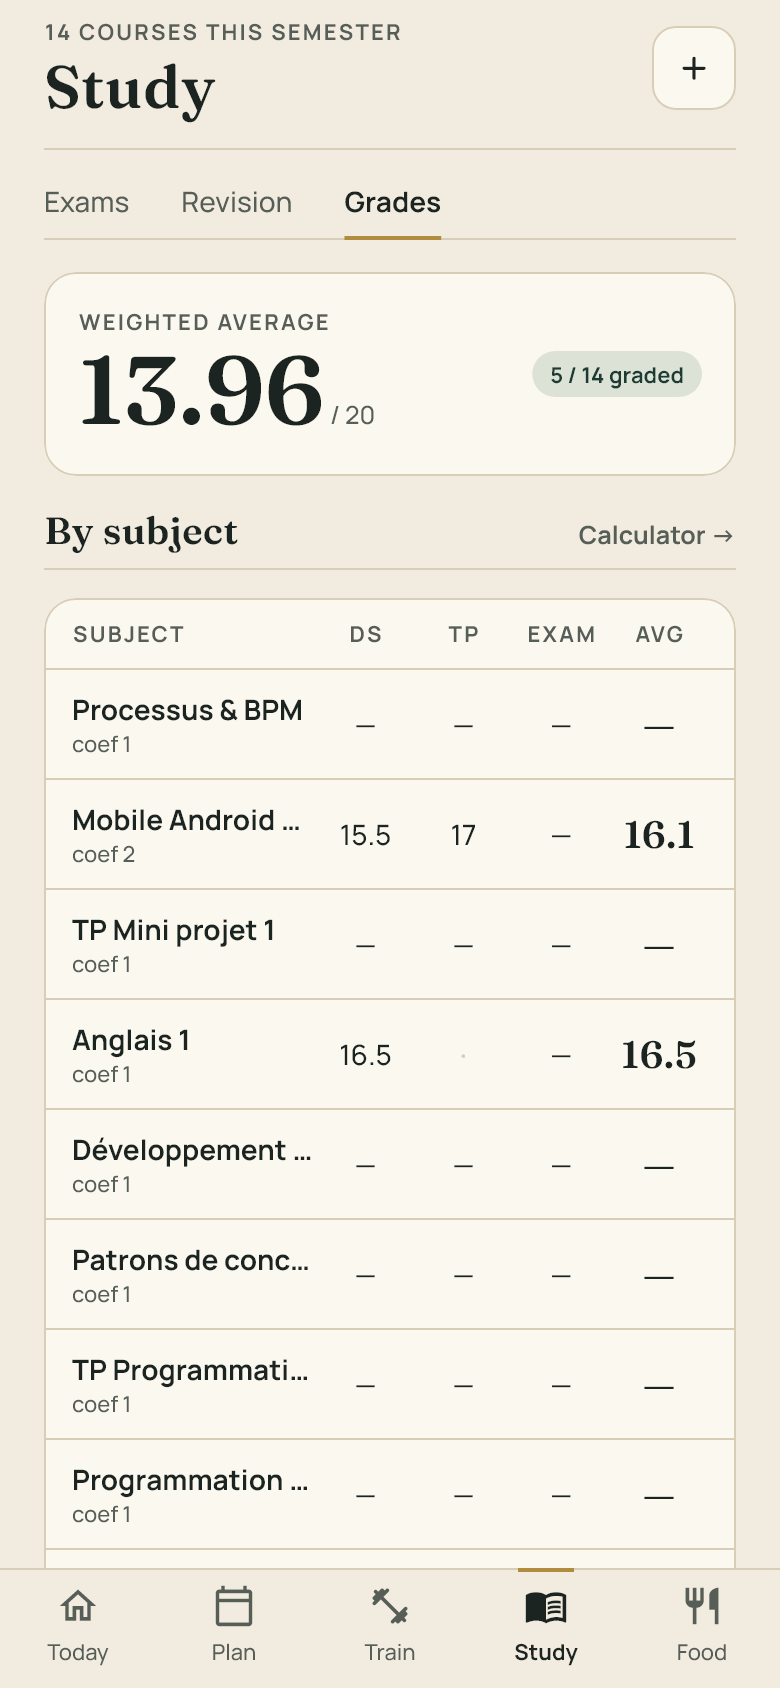 14 COURSES THIS SEMESTER
Study
+
Exams Revision Grades
WEIGHTED AVERAGE
13.96 / 20
5 / 14 graded
By subject
Calculator →
SUBJECT DS TP EXAM AVG
Processus & BPM
coef 1
— — — —
Mobile Android ...
coef 2
15.5 17 — 16.1
TP Mini projet 1
coef 1
— — — —
Anglais 1
coef 1
16.5 · — 16.5
Développement ...
coef 1
— — — —
Patrons de conc...
coef 1
— — — —
TP Programmati...
coef 1
— — — —
Programmation ...
coef 1
— — — —
Today Plan Train Study Food